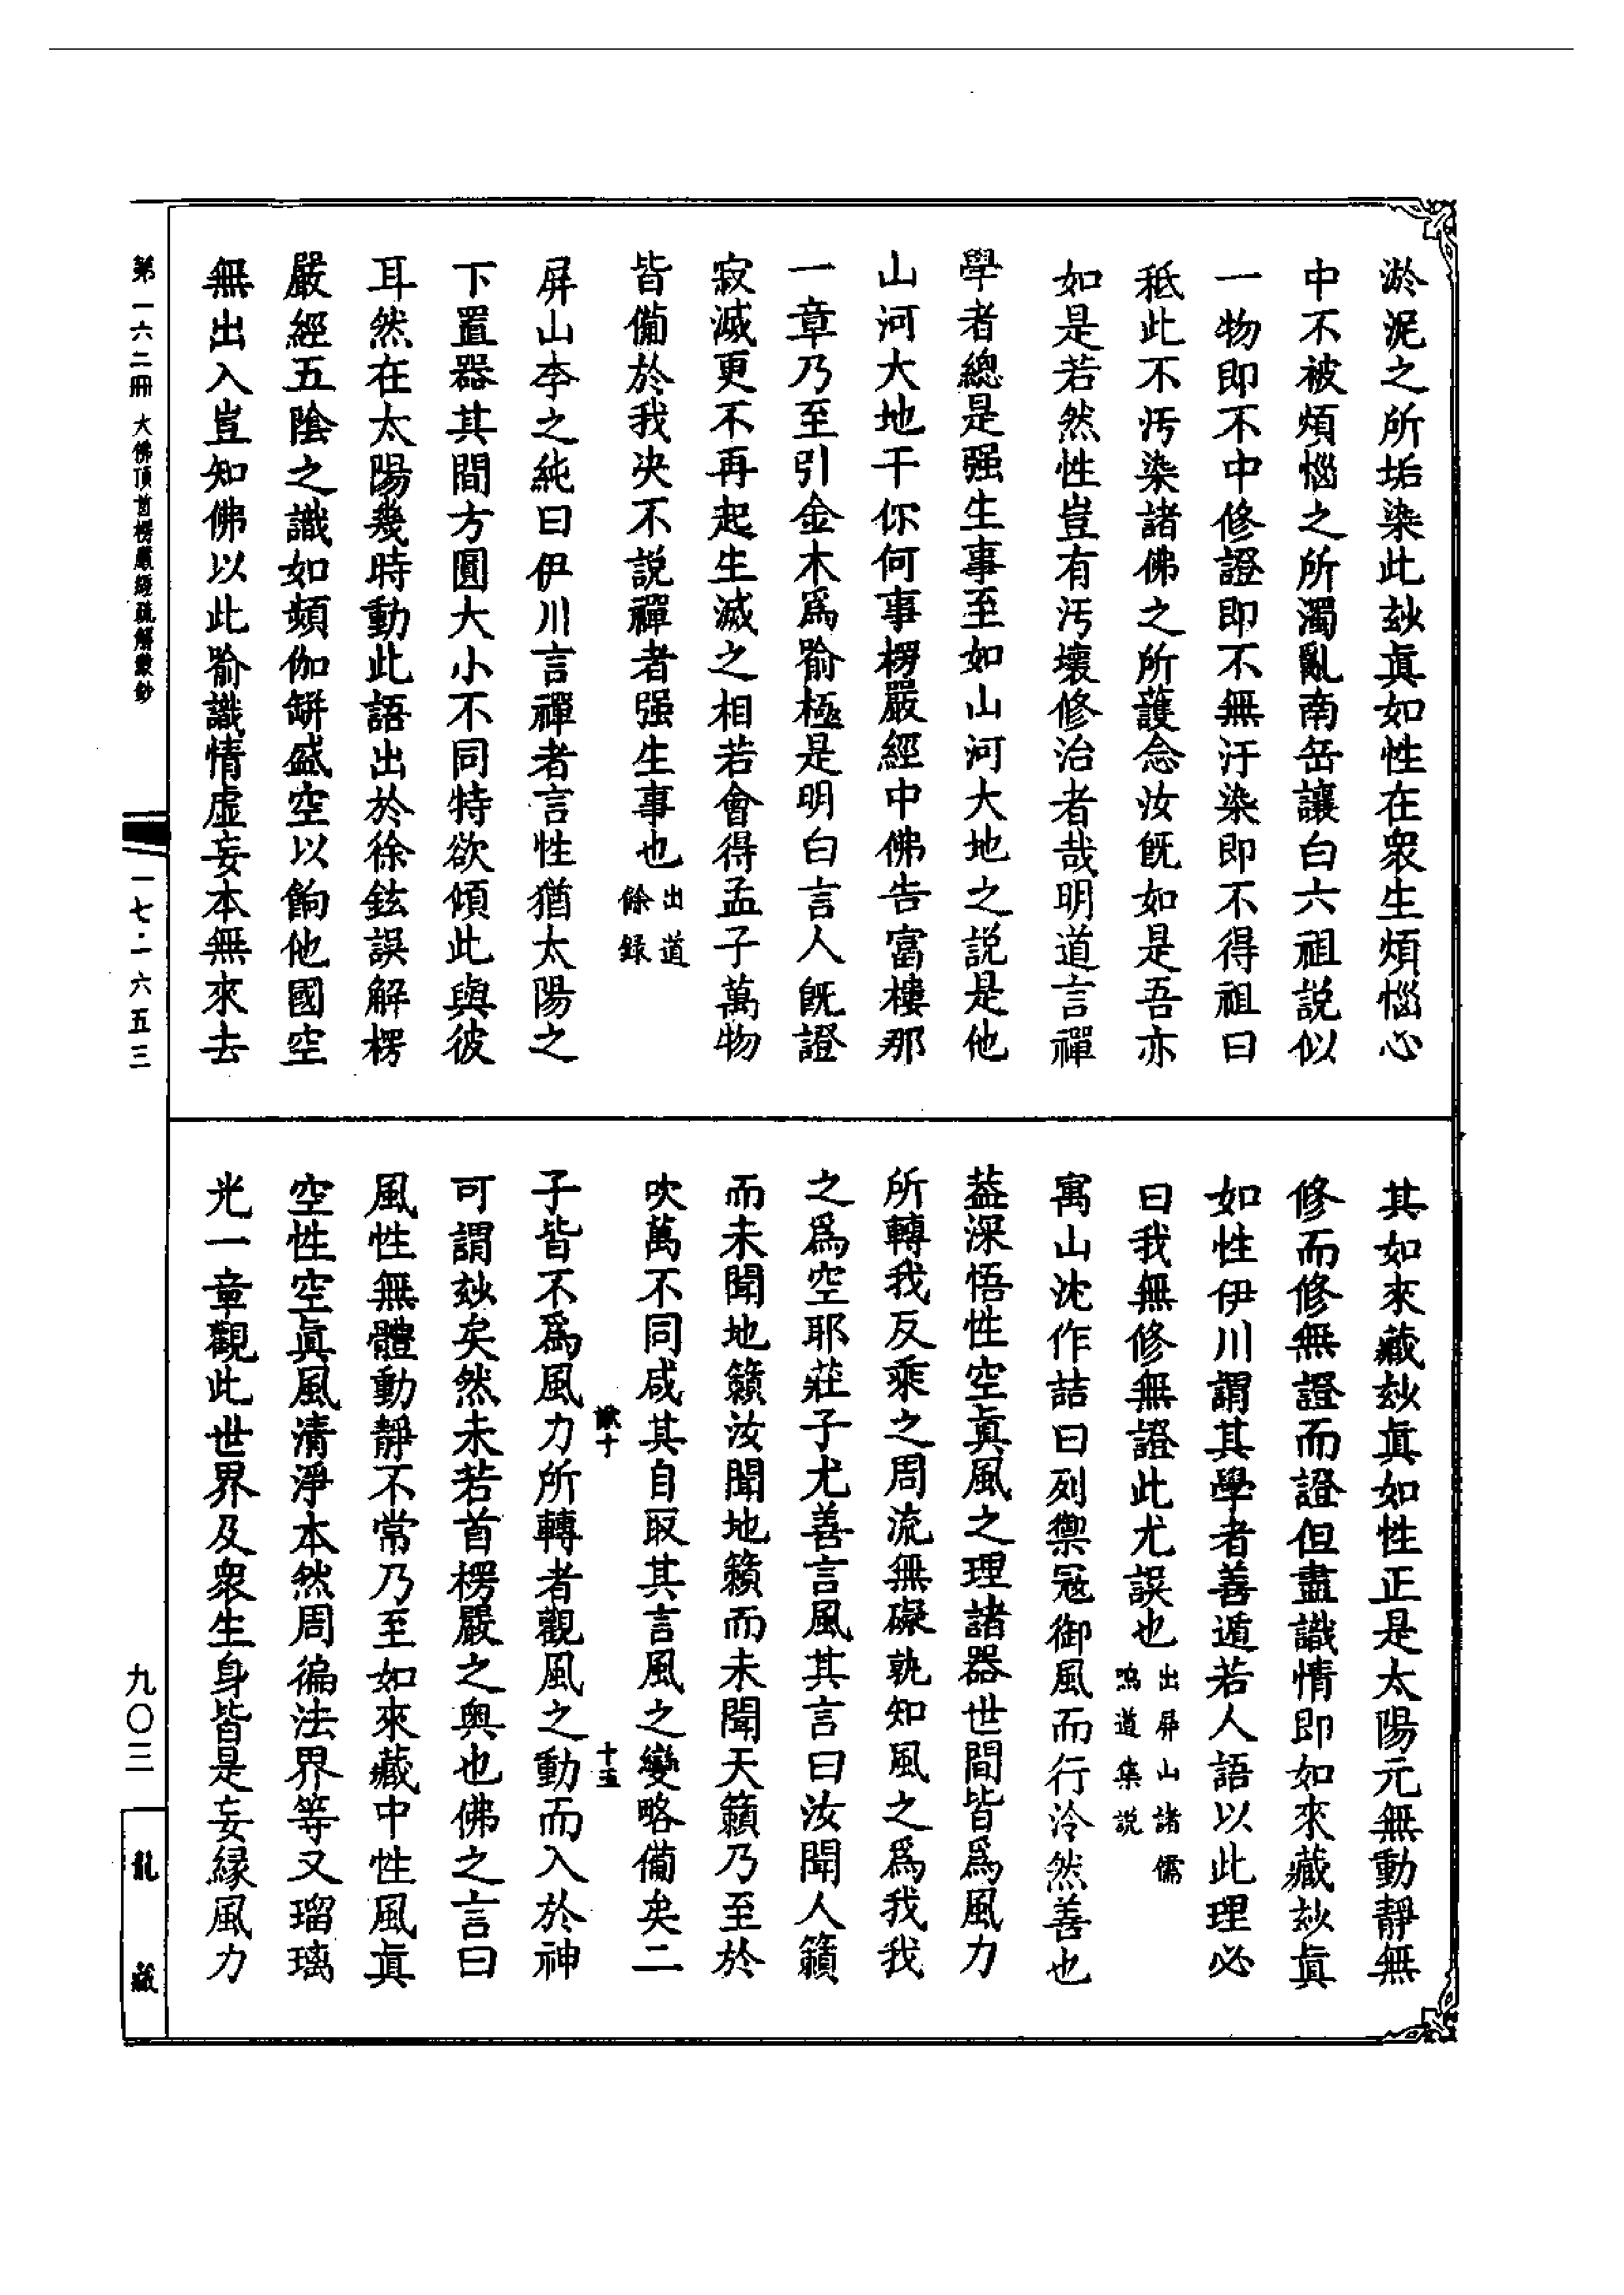 淤泥之所垢染此玅眞如性在衆生煩惱心
中不被煩惱之所濁亂南岳讓白六祖説似
一物即不中修證即不無汙染即不得祖曰
秪此不汚染諸佛之所護念汝旣如是吾亦
如是若然性豈有汚壞修治者哉明道言禪
學者總是强生事至如山河大地之説是他
山河大地干你何事楞嚴經中佛告富樓那
一章乃至引金木爲喻極是明白言人旣證
寂滅更不再起生滅之相若會得孟子萬物
皆備於我決不説禪者强生事也出道
餘録
屏山李之純曰伊川言禪者言性猶太陽之
下置器其間方圓大小不同特欲傾此與彼
耳然在太陽幾時動此語出於徐鉉誤解楞
嚴經五陰之識如頻伽缾盛空以餉他國空
無出入豈知佛以此喻識情虛妄本無來去
第一六二冊 大佛頂首楞嚴經疏解蒙鈔
一七·一六五三
其如來藏玅眞如性正是太陽元無動靜無
修而修無證而證但盡識情即如來藏玅眞
如性伊川謂其學者善遁若人語以此理必
曰我無修無證此尤誤也出屏山諸儒
鳴道集説
寓山沈作詰曰列禦冠御風而行泠然善也
葢深悟性空眞風之理諸器世間皆爲風力
所轉我反乘之周流無礙孰知風之爲我我
之爲空耶莊子尤善言風其言曰汝聞人籟
而未聞地籟汝聞地籟而未聞天籟乃至於
吹萬不同咸其自取其言風之變略備矣二
十
十五
子皆不爲風力所轉者觀風之動而入於神
可謂玅矣然未若首楞嚴之奧也佛之言曰
風性無體動靜不常乃至如來藏中性風眞
空性空眞風清淨本然周徧法界等又瑠璃
光一章觀此世界及衆生身皆是妄緣風力
九〇三
龍藏